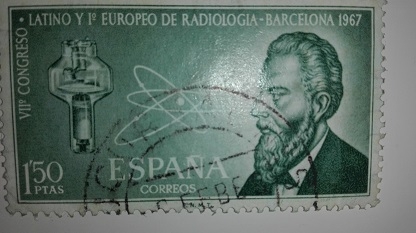 VIIº CONGRESO • LATINO Y Iº EUROPEO DE RADIOLOGIA - BARCELONA 1967
1'50
PTAS
ESPAÑA
CORREOS